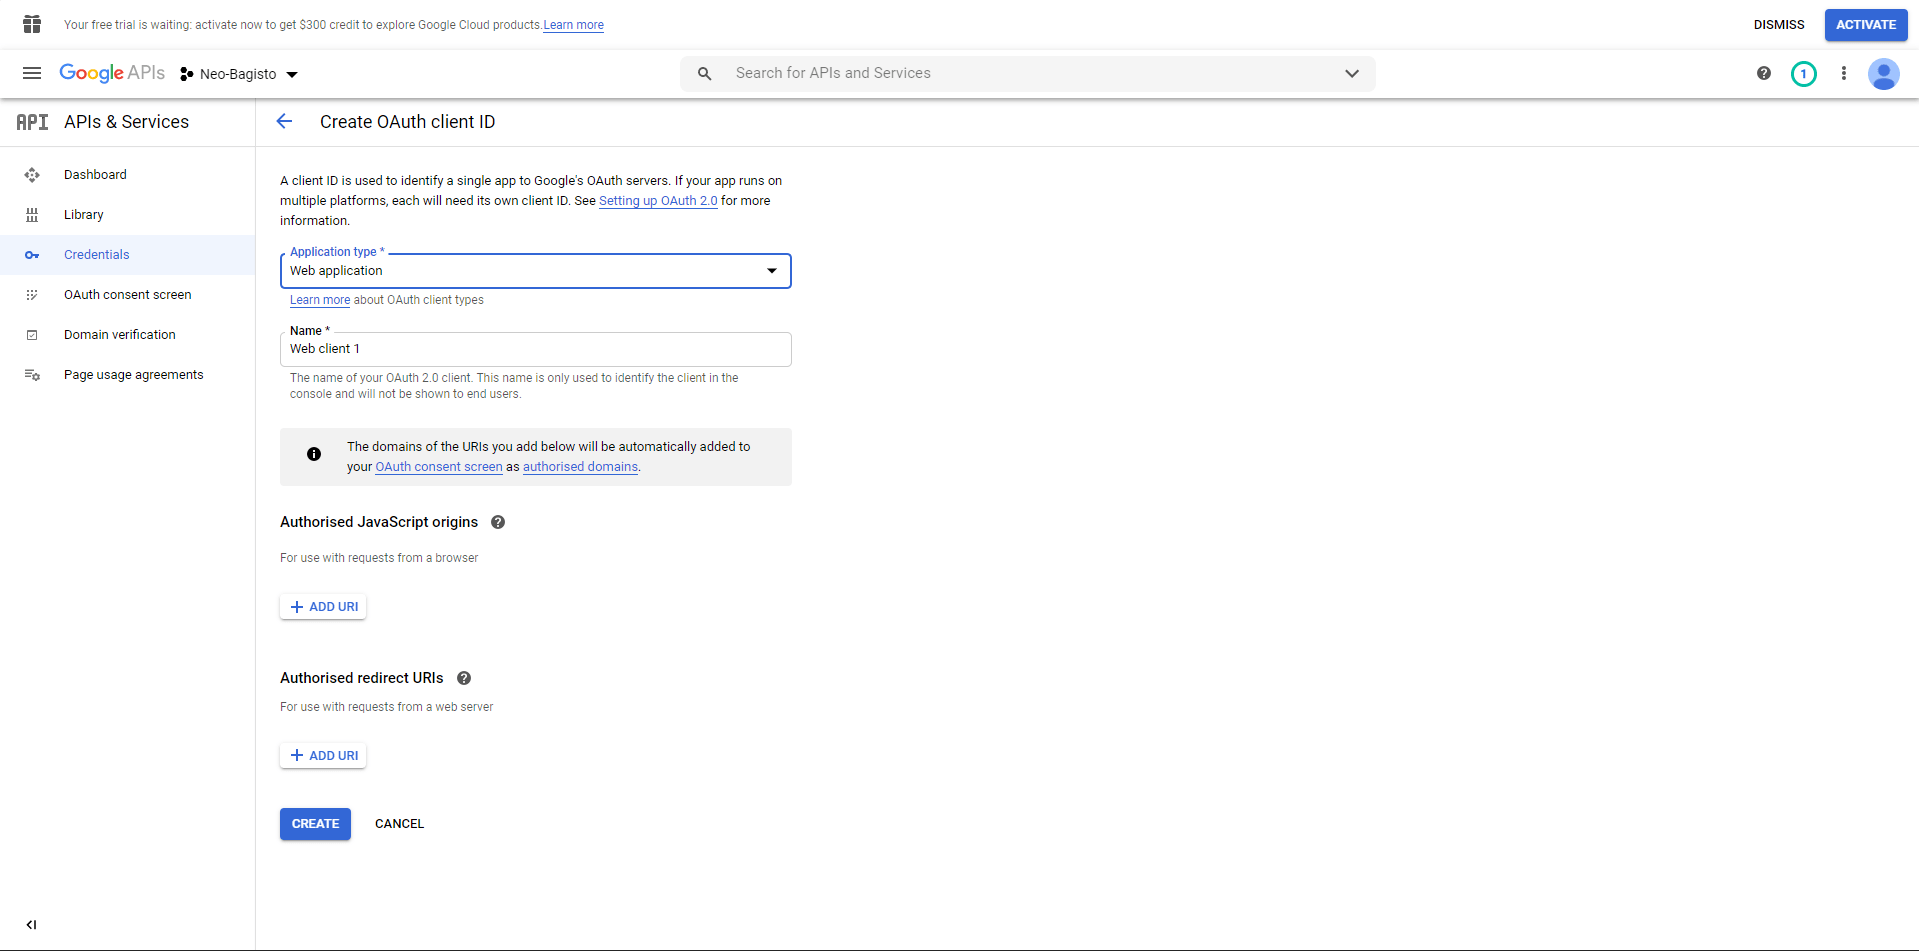 Your free trial is waiting: activate now to get $300 credit to explore Google Cloud products. Learn more
DISMISS
ACTIVATE
Google APIs
Neo-Bagisto
Search for APIs and Services
1
API
APIs & Services
Create OAuth client ID
Dashboard
Library
Credentials
OAuth consent screen
Domain verification
Page usage agreements
A client ID is used to identify a single app to Google's OAuth servers. If your app runs on
multiple platforms, each will need its own client ID. See Setting up OAuth 2.0 for more
information.
Application type *
Web application
Learn more about OAuth client types
Name *
Web client 1
The name of your OAuth 2.0 client. This name is only used to identify the client in the
console and will not be shown to end users.
The domains of the URIs you add below will be automatically added to
your OAuth consent screen as authorised domains.
Authorised JavaScript origins
For use with requests from a browser
ADD URI
Authorised redirect URIs
For use with requests from a web server
ADD URI
CREATE
CANCEL